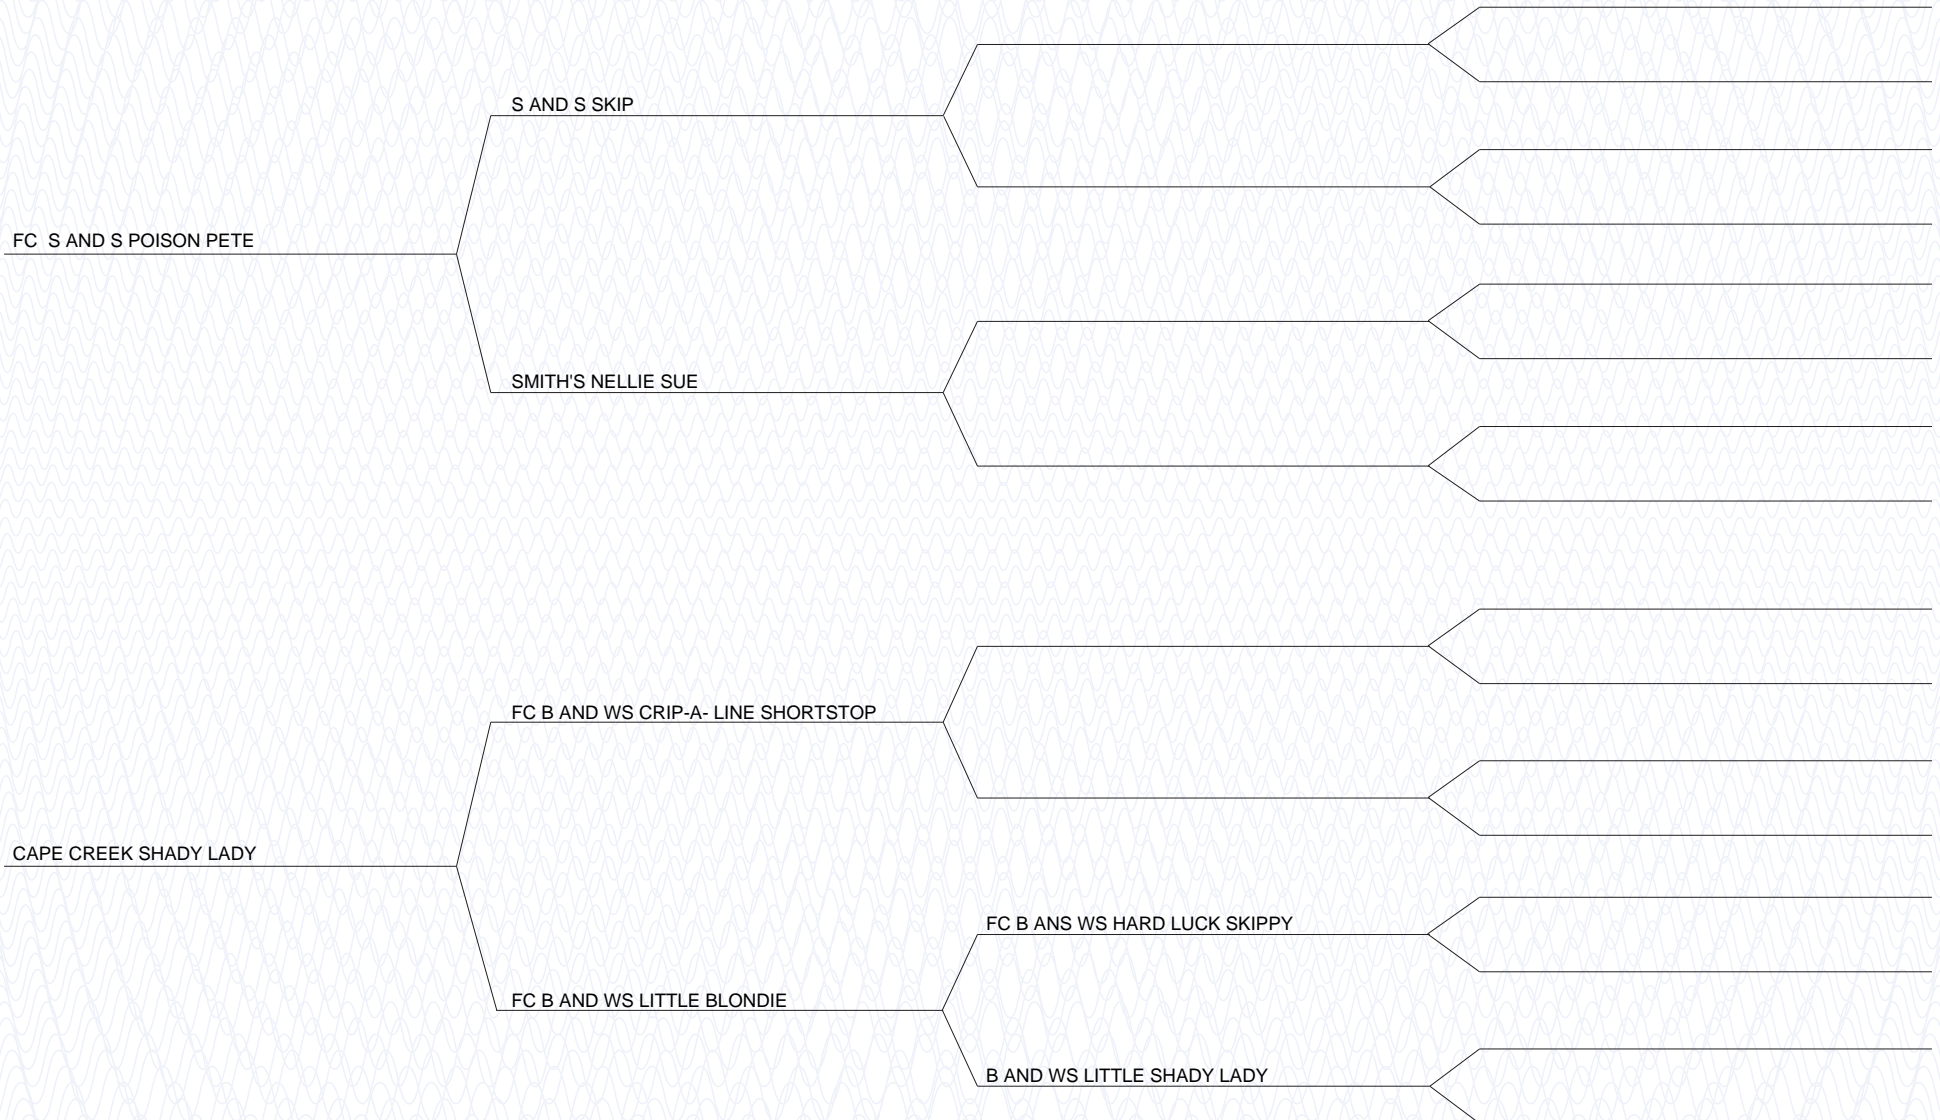 S AND S SKIP
FC  S AND S POISON PETE
SMITH'S NELLIE SUE
FC B AND WS CRIP-A- LINE SHORTSTOP
CAPE CREEK SHADY LADY
FC B ANS WS HARD LUCK SKIPPY
FC B AND WS LITTLE BLONDIE
B AND WS LITTLE SHADY LADY